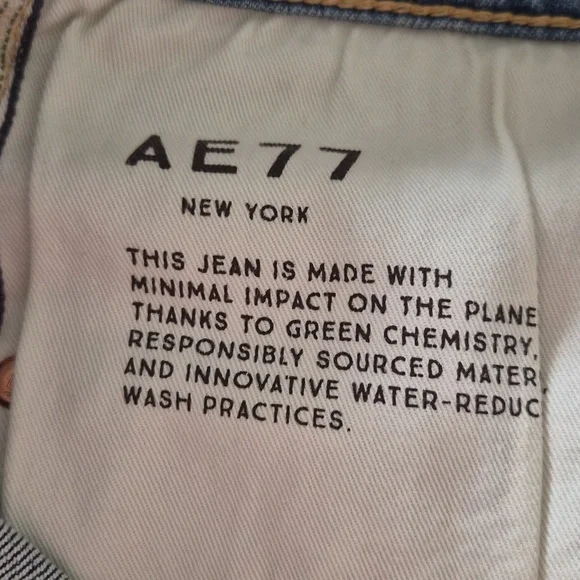 AE77
NEW YORK
THIS JEAN IS MADE WITH
MINIMAL IMPACT ON THE PLANE
THANKS TO GREEN CHEMISTRY,
RESPONSIBLY SOURCED MATER
AND INNOVATIVE WATER-REDUC
WASH PRACTICES.